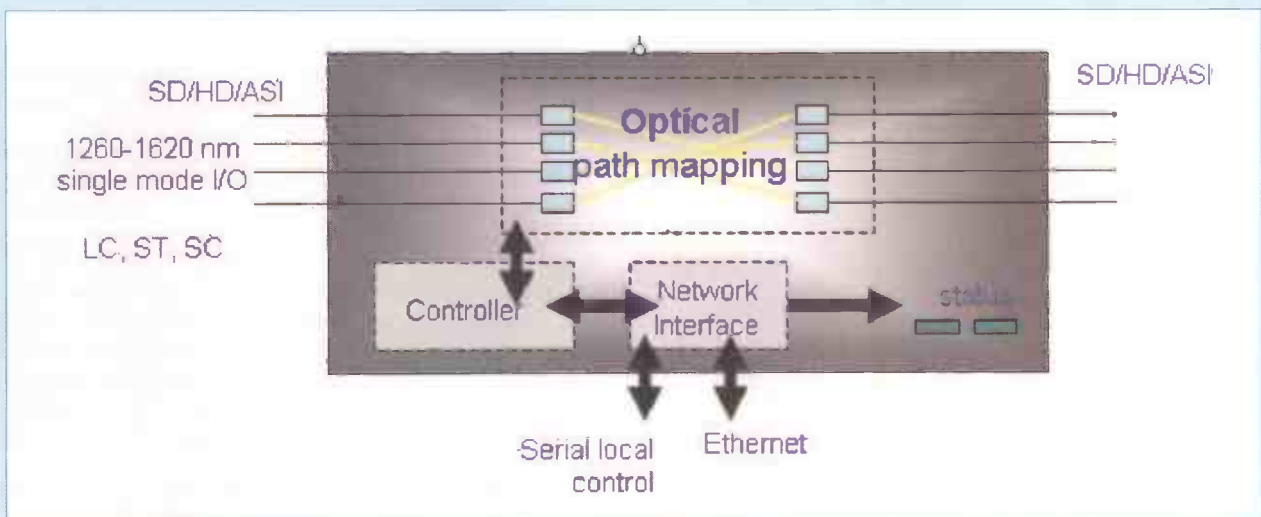 SD/HD/ASI
SD/HD/ASI
1260-1620 nm
single mode I/O
LC, ST, SC
Optical
path mapping
Controller
Network
Interface
status
Serial local
control
Ethernet